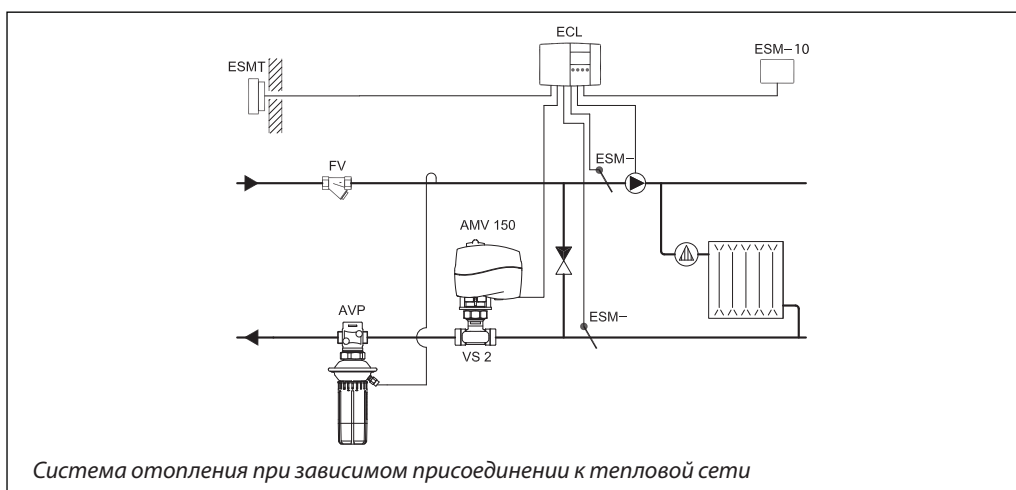 ECL
ESM–10
ESMT
ESM–
FV
AMV 150
AVP
ESM–
VS 2
Система отопления при зависимом присоединении к тепловой сети